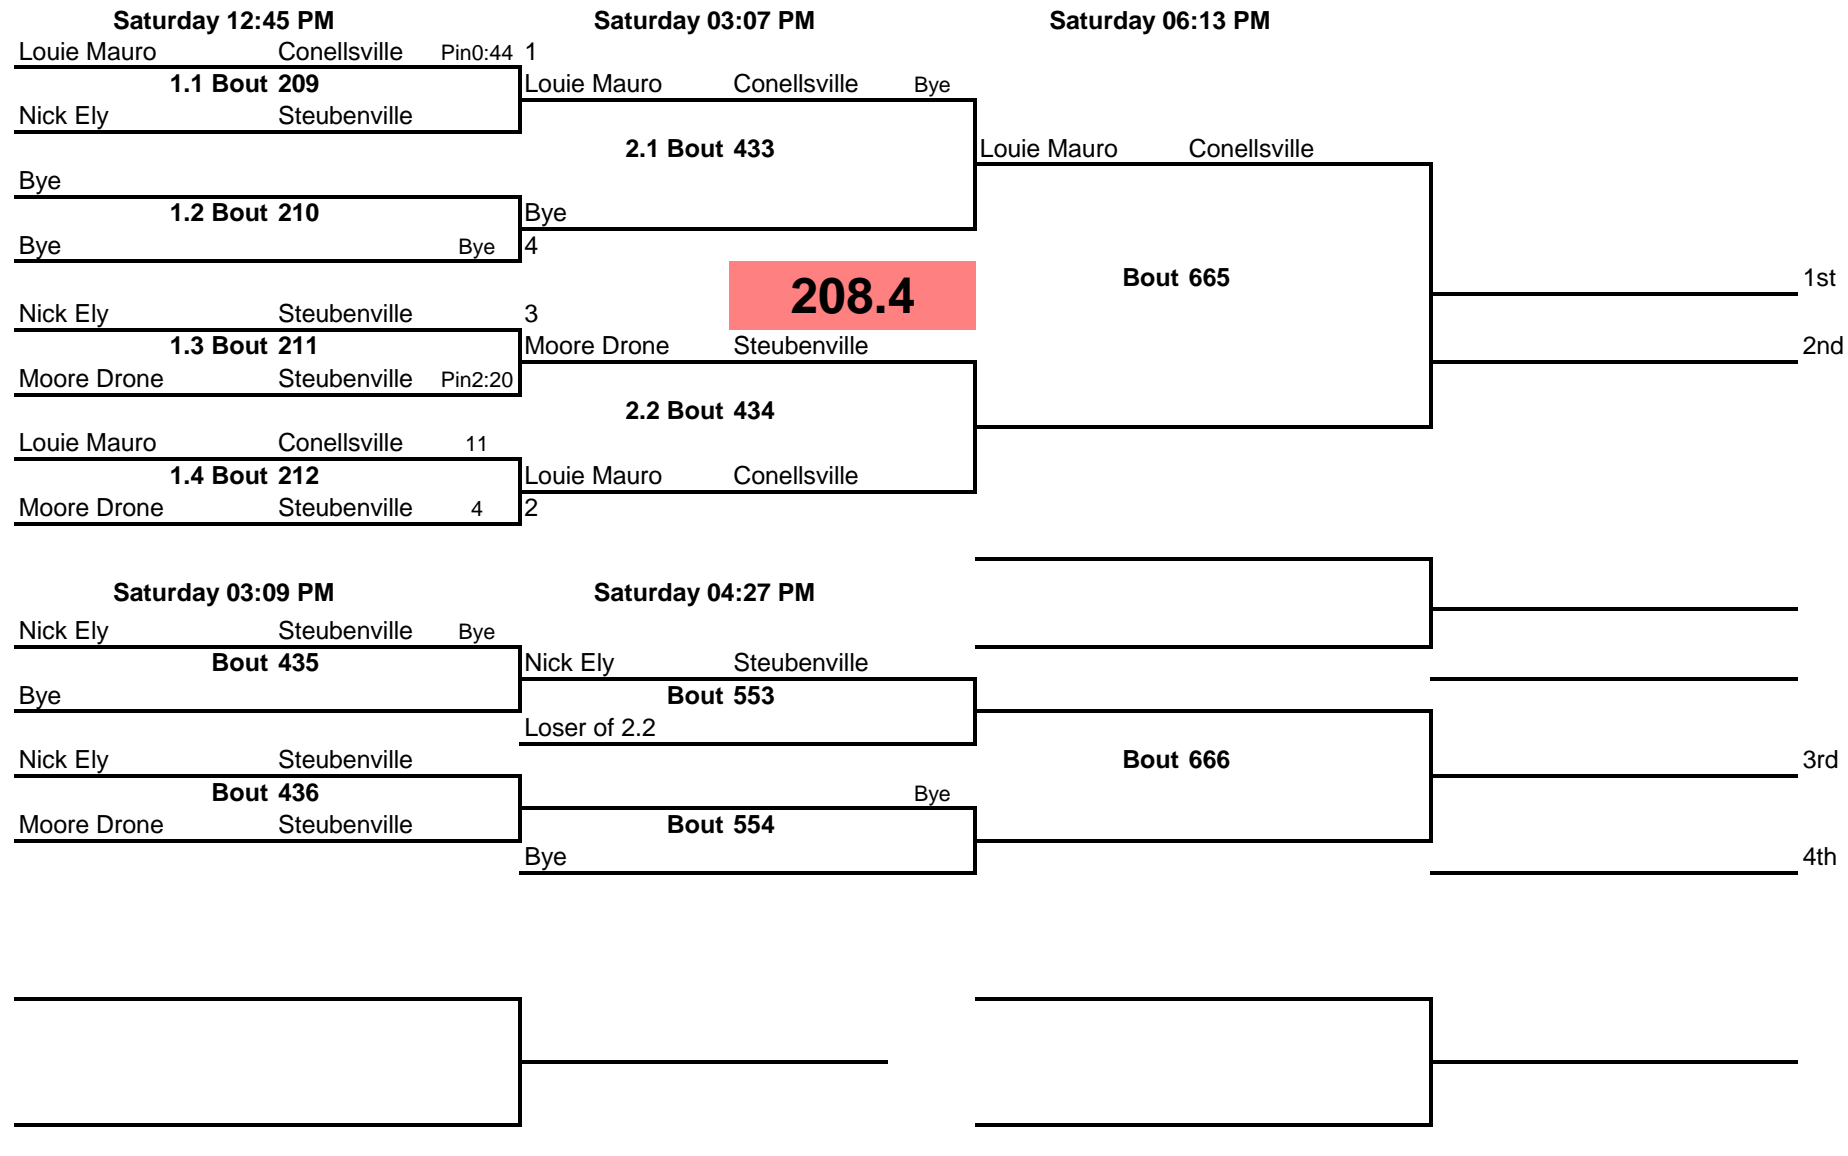 Saturday 12:45 PM Saturday 03:07 PM Saturday 06:13 PM
Louie Mauro Conellsville Pin0:44 1
1.1 Bout 209 Louie Mauro Conellsville Bye
Nick Ely Steubenville
2.1 Bout 433 Louie Mauro Conellsville
Bye
1.2 Bout 210 Bye
Bye Bye 4
208.4 Bout 665 1st
Nick Ely Steubenville 3
1.3 Bout 211 Moore Drone Steubenville 2nd
Moore Drone Steubenville Pin2:20
2.2 Bout 434
Louie Mauro Conellsville 11
1.4 Bout 212 Louie Mauro Conellsville
Moore Drone Steubenville 4 2
Saturday 03:09 PM Saturday 04:27 PM
Nick Ely Steubenville Bye
Bout 435 Nick Ely Steubenville
Bye Bout 553
Loser of 2.2
Nick Ely Steubenville Bout 666 3rd
Bout 436 Bye
Moore Drone Steubenville Bout 554
Bye 4th